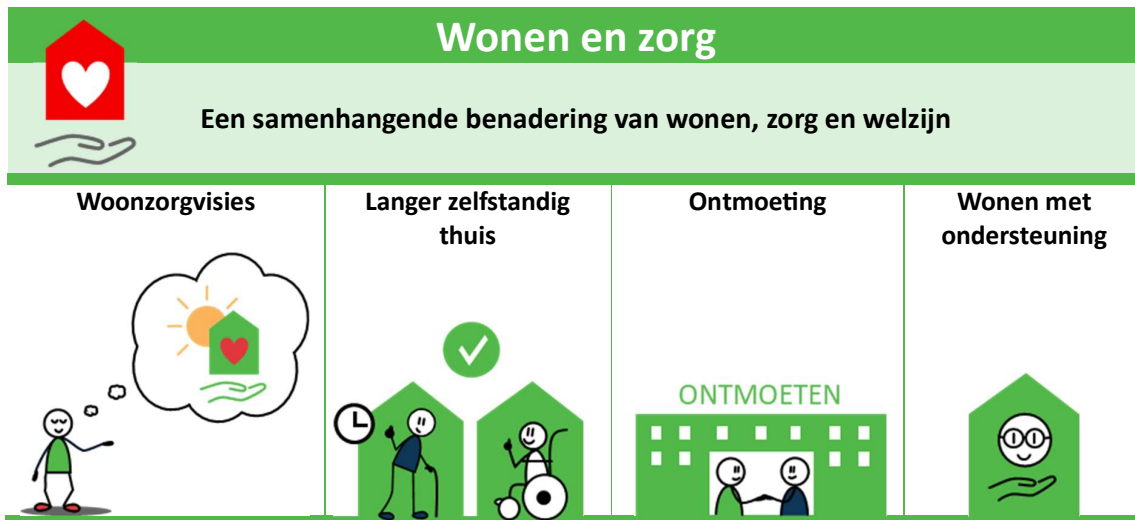 Wonen en zorg
Een samenhangende benadering van wonen, zorg en welzijn
Woonzorgvisies
Langer zelfstandig
thuis
Ontmoeting
Wonen met
ondersteuning
ONTMOETEN